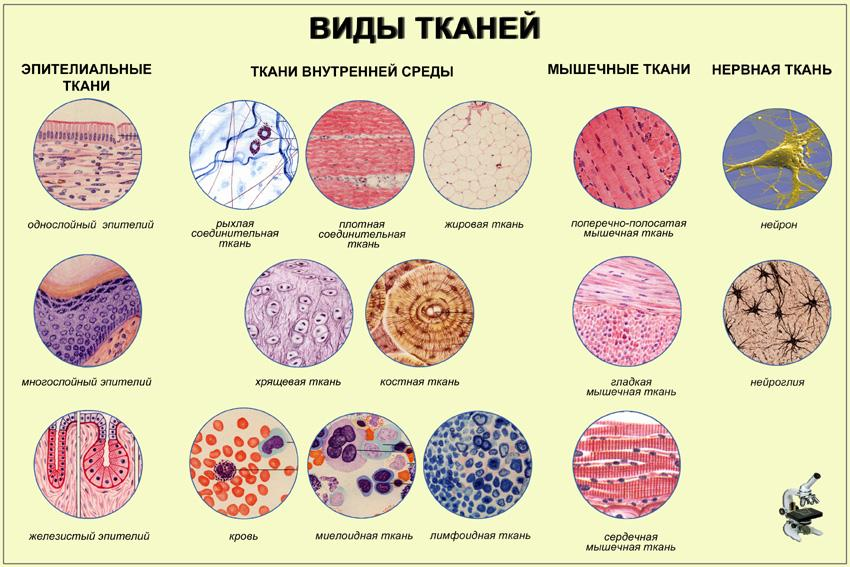 ВИДЫ ТКАНЕЙ
ЭПИТЕЛИАЛЬНЫЕ
ТКАНИ
ТКАНИ ВНУТРЕННЕЙ СРЕДЫ
МЫШЕЧНЫЕ ТКАНИ
НЕРВНАЯ ТКАНЬ
однослойный эпителий
рыхлая
соединительная
ткань
плотная
соединительная
ткань
жировая ткань
поперечно-полосатая
мышечная ткань
нейрон
многослойный эпителий
хрящевая ткань
костная ткань
гладкая
мышечная ткань
нейроглия
железистый эпителий
кровь
миелоидная ткань
лимфоидная ткань
сердечная
мышечная ткань